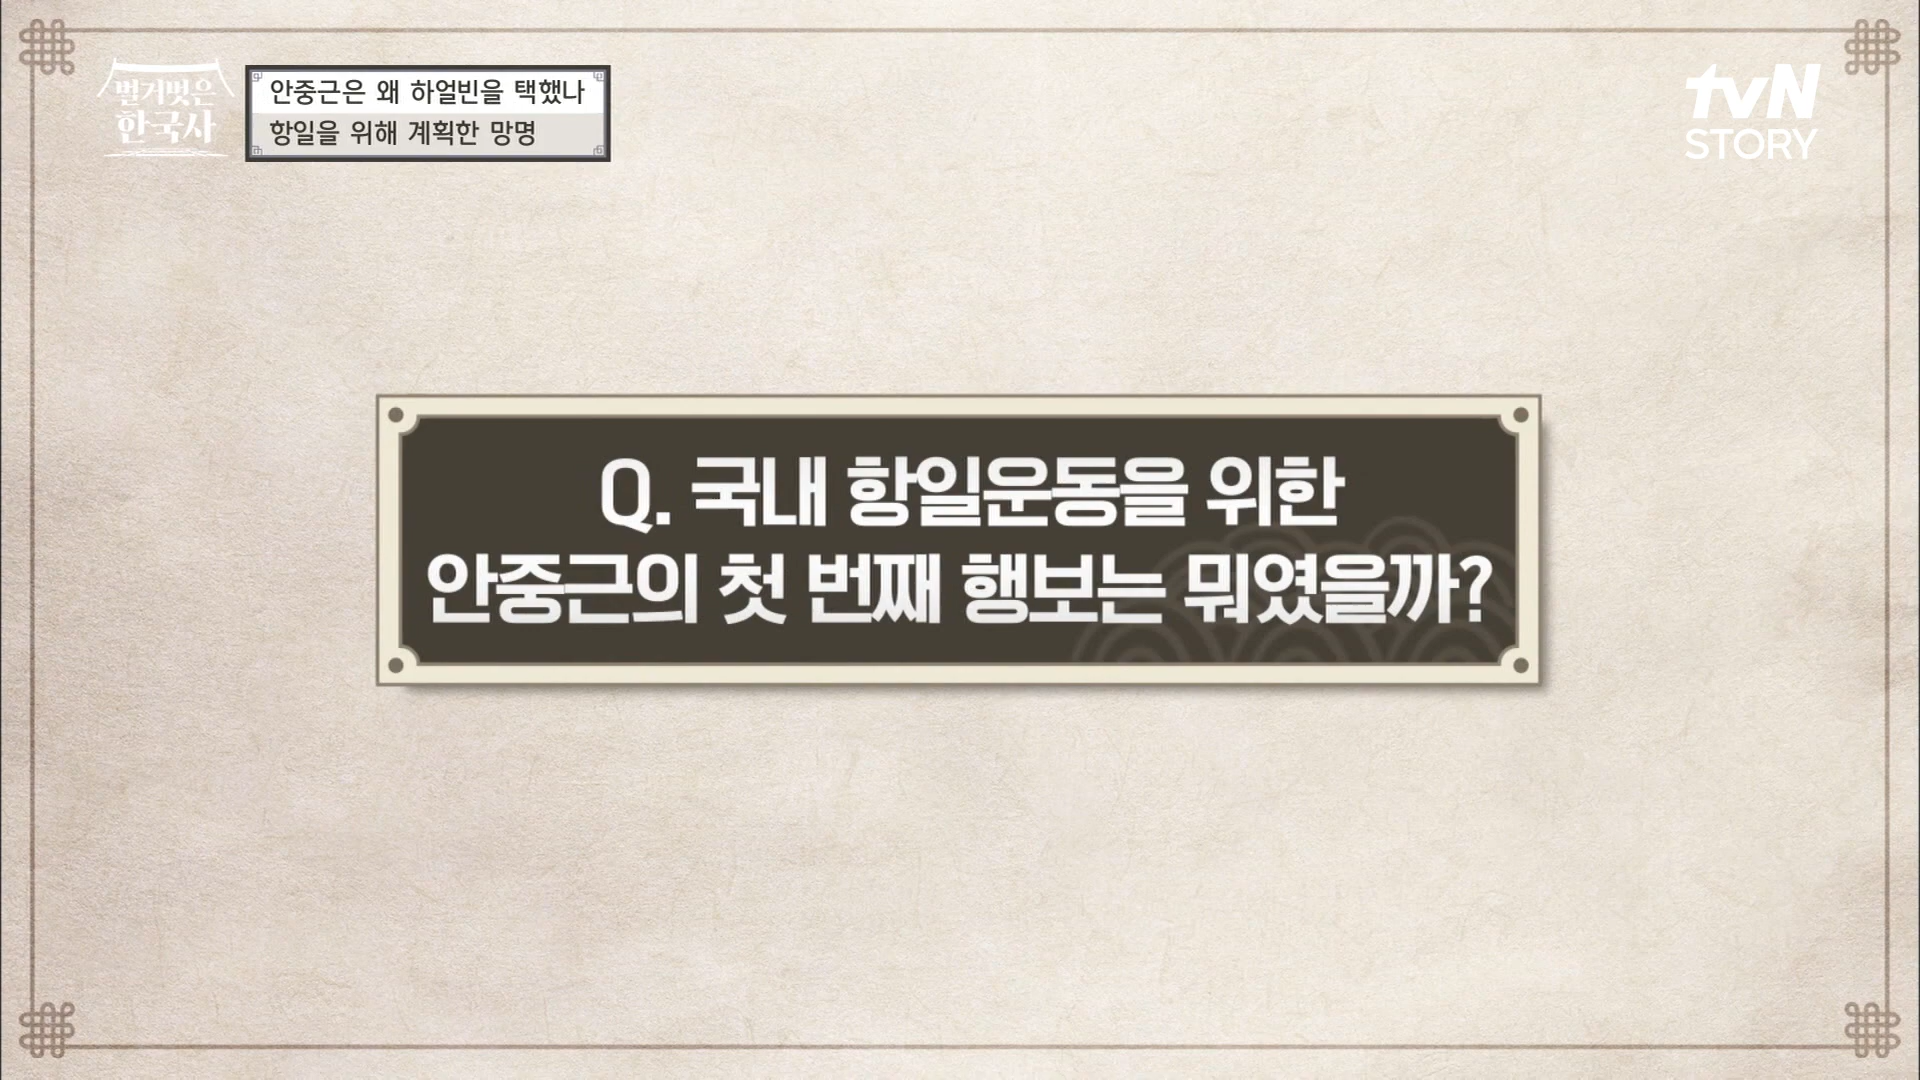 벌거벗은
한국사
안중근은 왜 하얼빈을 택했나
항일을 위해 계획한 망명
tvN
STORY
Q. 국내 항일운동을 위한
안중근의 첫 번째 행보는 뭐였을까?